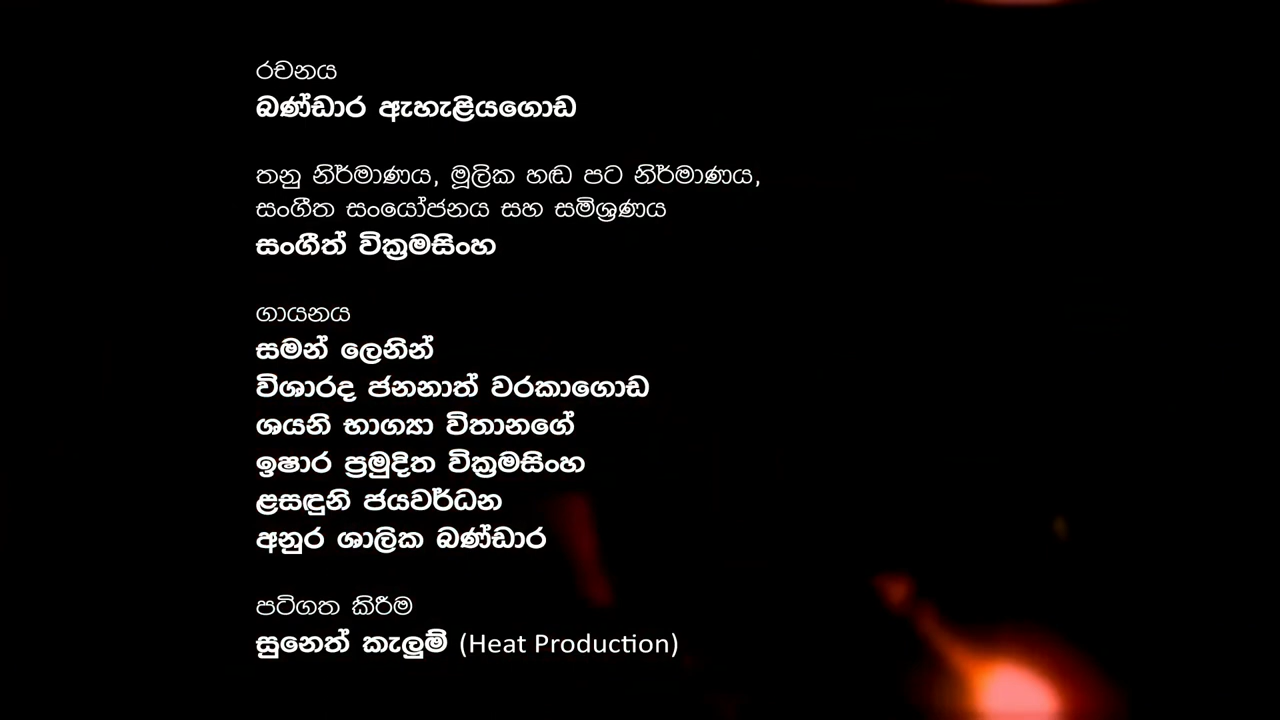 රචනය
බණ්ඩාර ඇහැළියගොඩ
තනු නිර්මාණය, මූලික හඬ පට නිර්මාණය,
සංගීත සංයෝජනය සහ සමිශ්‍රණය
සංගීත් වික්‍රමසිංහ
ගායනය
සමන් ලෙනින්
විශාරද ජනනාත් වරකාගොඩ
ශයනි භාග්‍යා විතානගේ
ඉෂාර ප්‍රමුදිත වික්‍රමසිංහ
ළසඳුනි ජයවර්ධන
අනුර ශාලික බණ්ඩාර
පටිගත කිරීම
සුනෙත් කැලුම් (Heat Production)